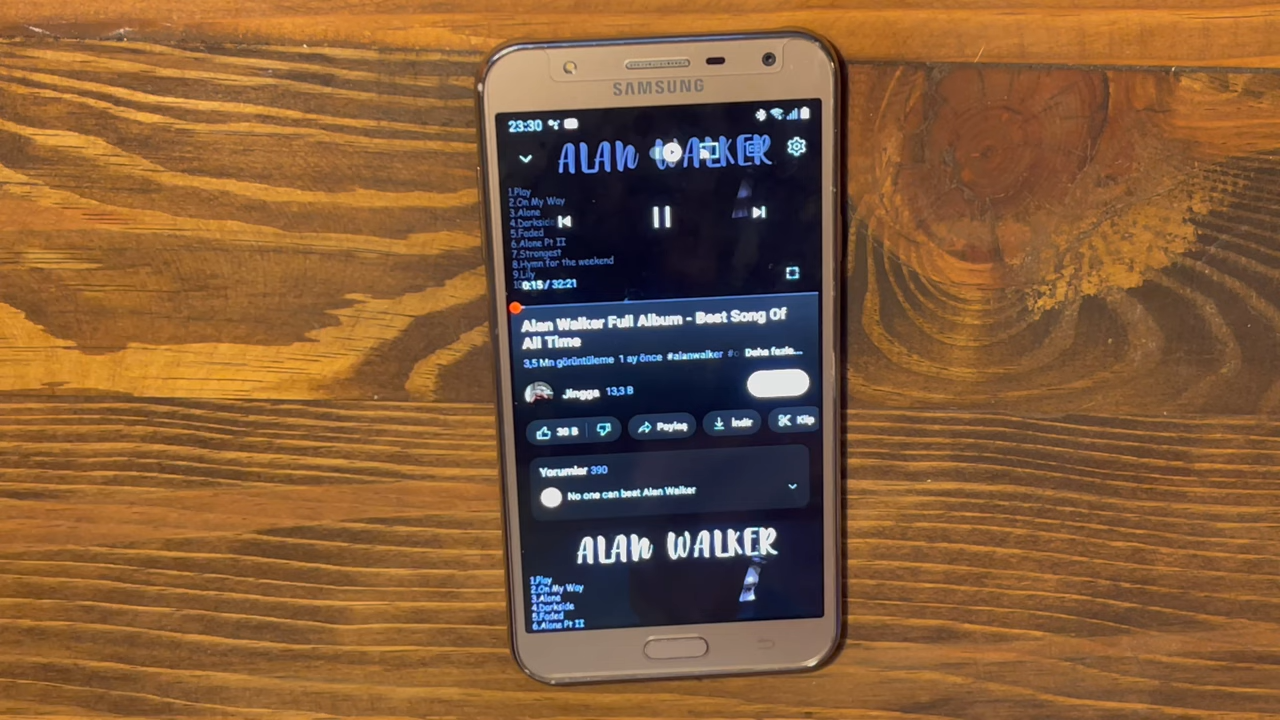 SAMSUNG
23:30
ALAN WALKER
1.Play
2.On My Way
3.Alone
4.Darkside
5.Faded
6.Alone Pt II
7.Strongest
8.Hymn for the weekend
9.Lily
0:15 / 32:21
Alan Walker Full Album - Best Song Of
All Time
3,5 Mn görüntüleme 1 ay önce #alanwalker Daha fazla...
Jingga 13,3 B
30 B Paylaş İndir Klip
Yorumlar 390
No one can beat Alan Walker
ALAN WALKER
1.Play
2.On My Way
3.Alone
4.Darkside
5.Faded
6.Alone Pt II